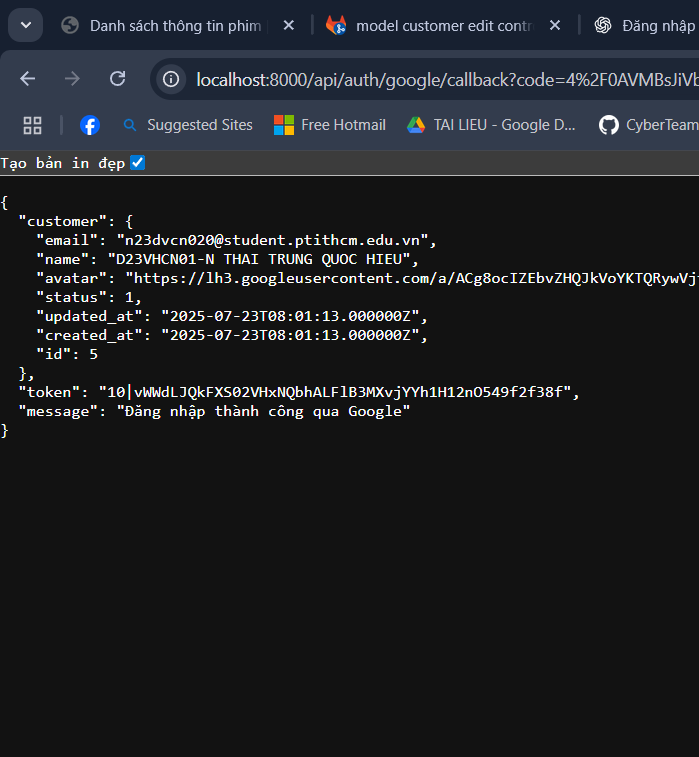 Danh sách thông tin phim
model customer edit contr
Đăng nhập
localhost:8000/api/auth/google/callback?code=4%2F0AVMBsJiVb
Suggested Sites
Free Hotmail
TAI LIEU - Google D...
CyberTeam
Tạo bản in đẹp
{
"customer": {
"email": "n23dvcn020@student.ptithcm.edu.vn",
"name": "D23VHCN01-N THAI TRUNG QUOC HIEU",
"avatar": "https://lh3.googleusercontent.com/a/ACg8ocIZEbvZHQJkVoYKTQRywVj
"status": 1,
"updated_at": "2025-07-23T08:01:13.000000Z",
"created_at": "2025-07-23T08:01:13.000000Z",
"id": 5
},
"token": "10|vWWdLJQkFXS02VHxNQbhALFlB3MXvjYYh1H12nO549f2f38f",
"message": "Đăng nhập thành công qua Google"
}